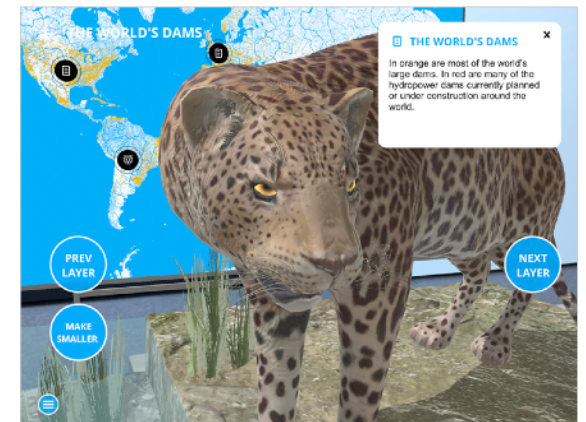 THE WORLD'S DAMS
THE WORLD'S DAMS
x
In orange are most of the world's
large dams. In red are many of the
hydropower dams currently planned
or under construction around the
world.
PREV
LAYER
NEXT
LAYER
MAKE
SMALLER